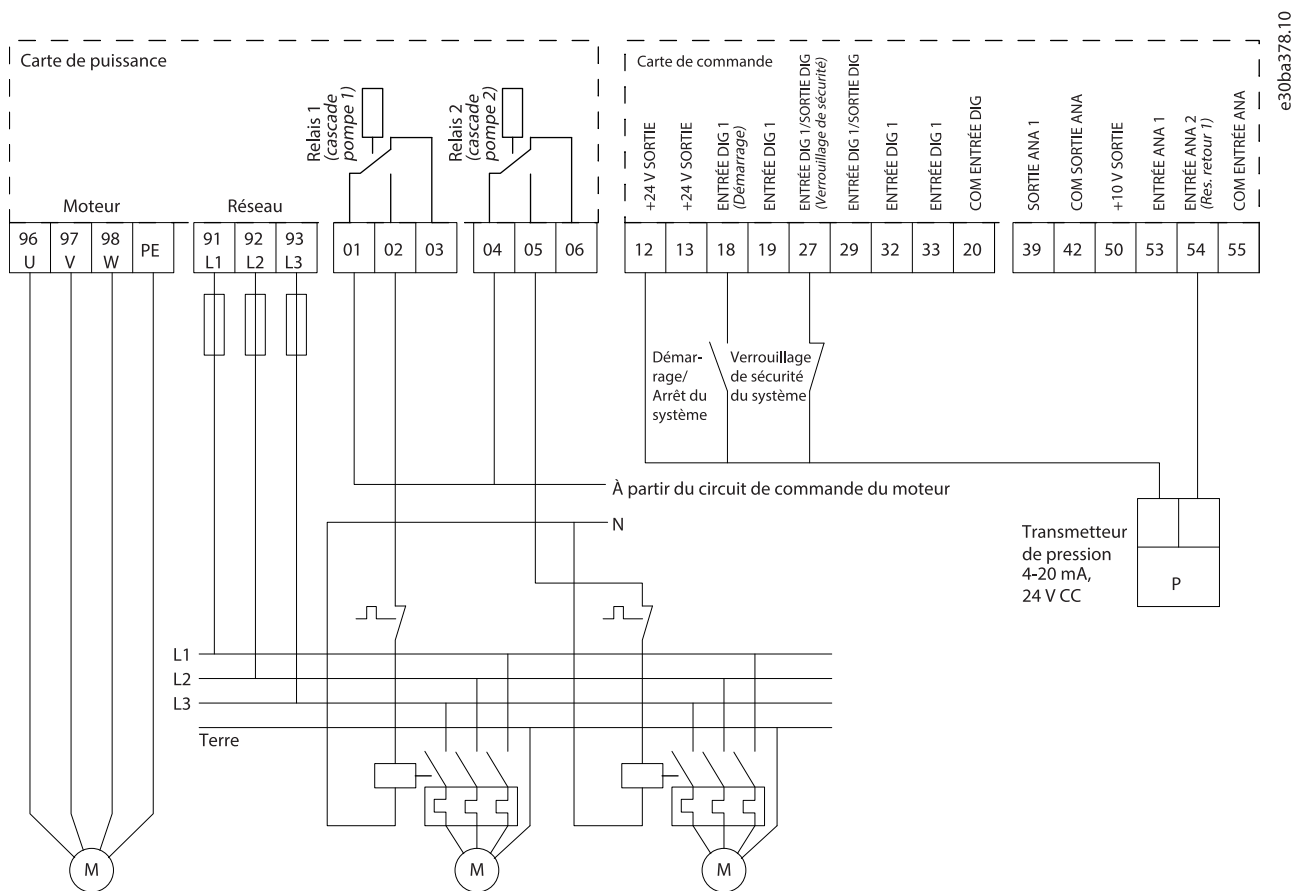 e30ba378.10
Carte de puissance
Relais 1
(cascade
pompe 1)
Relais 2
(cascade
pompe 2)
Moteur
Réseau
96
U
97
V
98
W
PE
91
L1
92
L2
93
L3
01
02
03
04
05
06
Carte de commande
+24 V SORTIE
+24 V SORTIE
ENTRÉE DIG 1
(Démarrage)
ENTRÉE DIG 1
ENTRÉE DIG 1/SORTIE DIG
(Verrouillage de sécurité)
ENTRÉE DIG 1/SORTIE DIG
ENTRÉE DIG 1
ENTRÉE DIG 1
COM ENTRÉE DIG
SORTIE ANA 1
COM SORTIE ANA
+10 V SORTIE
ENTRÉE ANA 1
ENTRÉE ANA 2
(Res. retour 1)
COM ENTRÉE ANA
12
13
18
19
27
29
32
33
20
39
42
50
53
54
55
Démar-
rage/
Arrêt du
système
Verrouillage
de sécurité
du système
À partir du circuit de commande du moteur
N
Transmetteur
de pression
4-20 mA,
24 V CC
P
L1
L2
L3
Terre
M
M
M